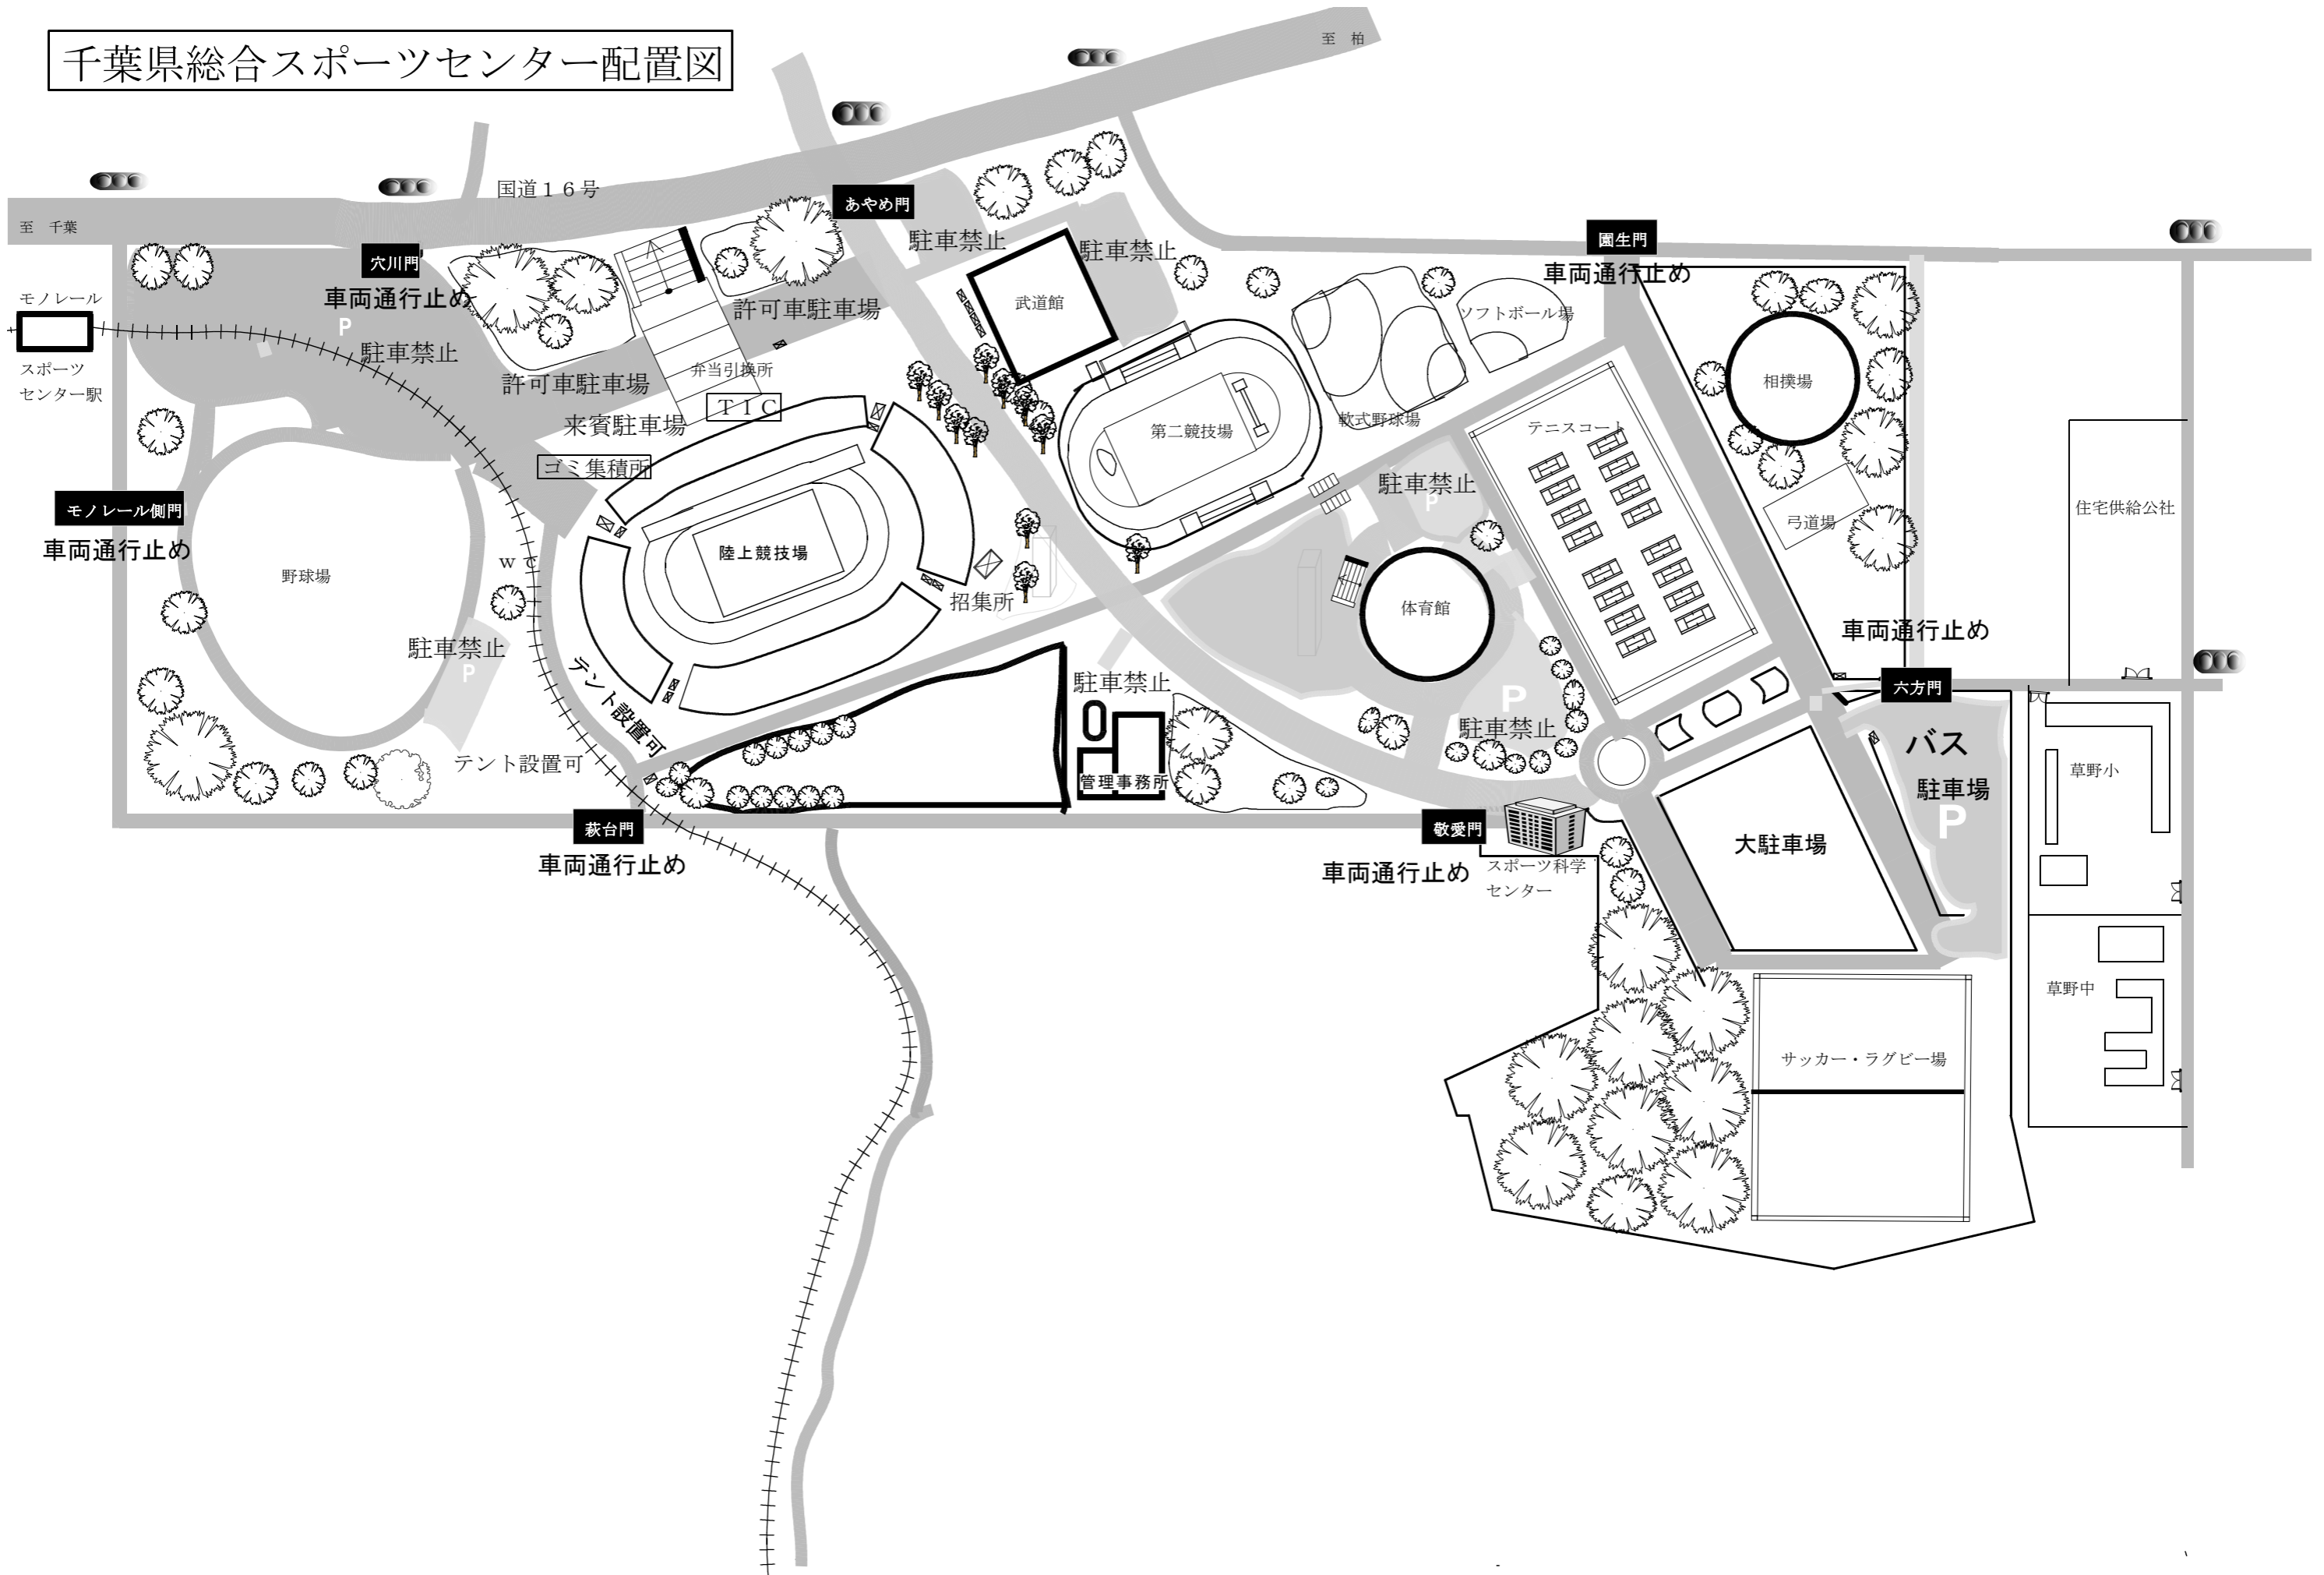 千葉県総合スポーツセンター配置図
至　柏
国道１６号
至　千葉
あやめ門
穴川門
車両通行止め
園生門
車両通行止め
駐車禁止
駐車禁止
モノレール
スポーツ
センター駅
P
駐車禁止
許可車駐車場
武道館
ソフトボール場
許可車駐車場
弁当引換所
ＴＩＣ
来賓駐車場
ゴミ集積所
第二競技場
軟式野球場
テニスコート
相撲場
駐車禁止
P
弓道場
住宅供給公社
モノレール側門
車両通行止め
野球場
ｗｃ
陸上競技場
招集所
体育館
車両通行止め
六方門
駐車禁止
P
テント設置可
テント設置可
駐車禁止
管理事務所
P
駐車禁止
バス
駐車場
P
草野小
萩台門
車両通行止め
敬愛門
車両通行止め
スポーツ科学
センター
大駐車場
草野中
サッカー・ラグビー場